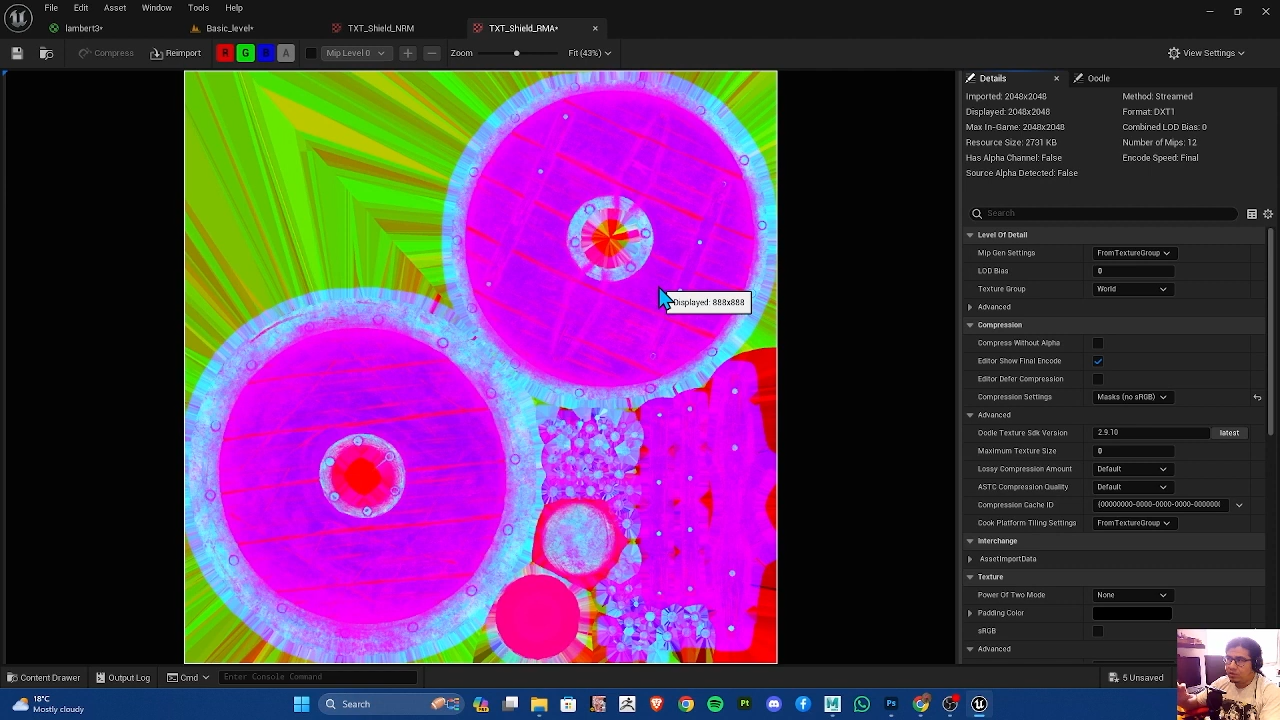 File Edit Asset Window Tools Help
lambert3* Basic_level* TXT_Shield_NRM TXT_Shield_RMA*
Compress Reimport R G B A Mip Level 0 Zoom Fit (43%) View Settings
Details Oodle
Imported: 2048x2048 Method: Streamed
Displayed: 2048x2048 Format: DXT1
Max In-Game: 2048x2048 Combined LOD Bias: 0
Resource Size: 2731 KB Number of Mips: 12
Has Alpha Channel: False Encode Speed: Final
Source Alpha Detected: False
Search
Level Of Detail
Mip Gen Settings FromTextureGroup
LOD Bias 0
Texture Group World
Advanced
Displayed: 888x888
Compression
Compress Without Alpha
Editor Show Final Encode
Editor Defer Compression
Compression Settings Masks (no sRGB)
Advanced
Oodle Texture Sdk Version 2.9.10 latest
Maximum Texture Size 0
Lossy Compression Amount Default
ASTC Compression Quality Default
Compression Cache ID
Cook Platform Tiling Settings FromTextureGroup
Interchange
AssetImportData
Texture
Power Of Two Mode None
Padding Color
sRGB
Advanced
Output Log Cmd Enter Console Command 5 Unsaved
18°C
Mostly cloudy
Search